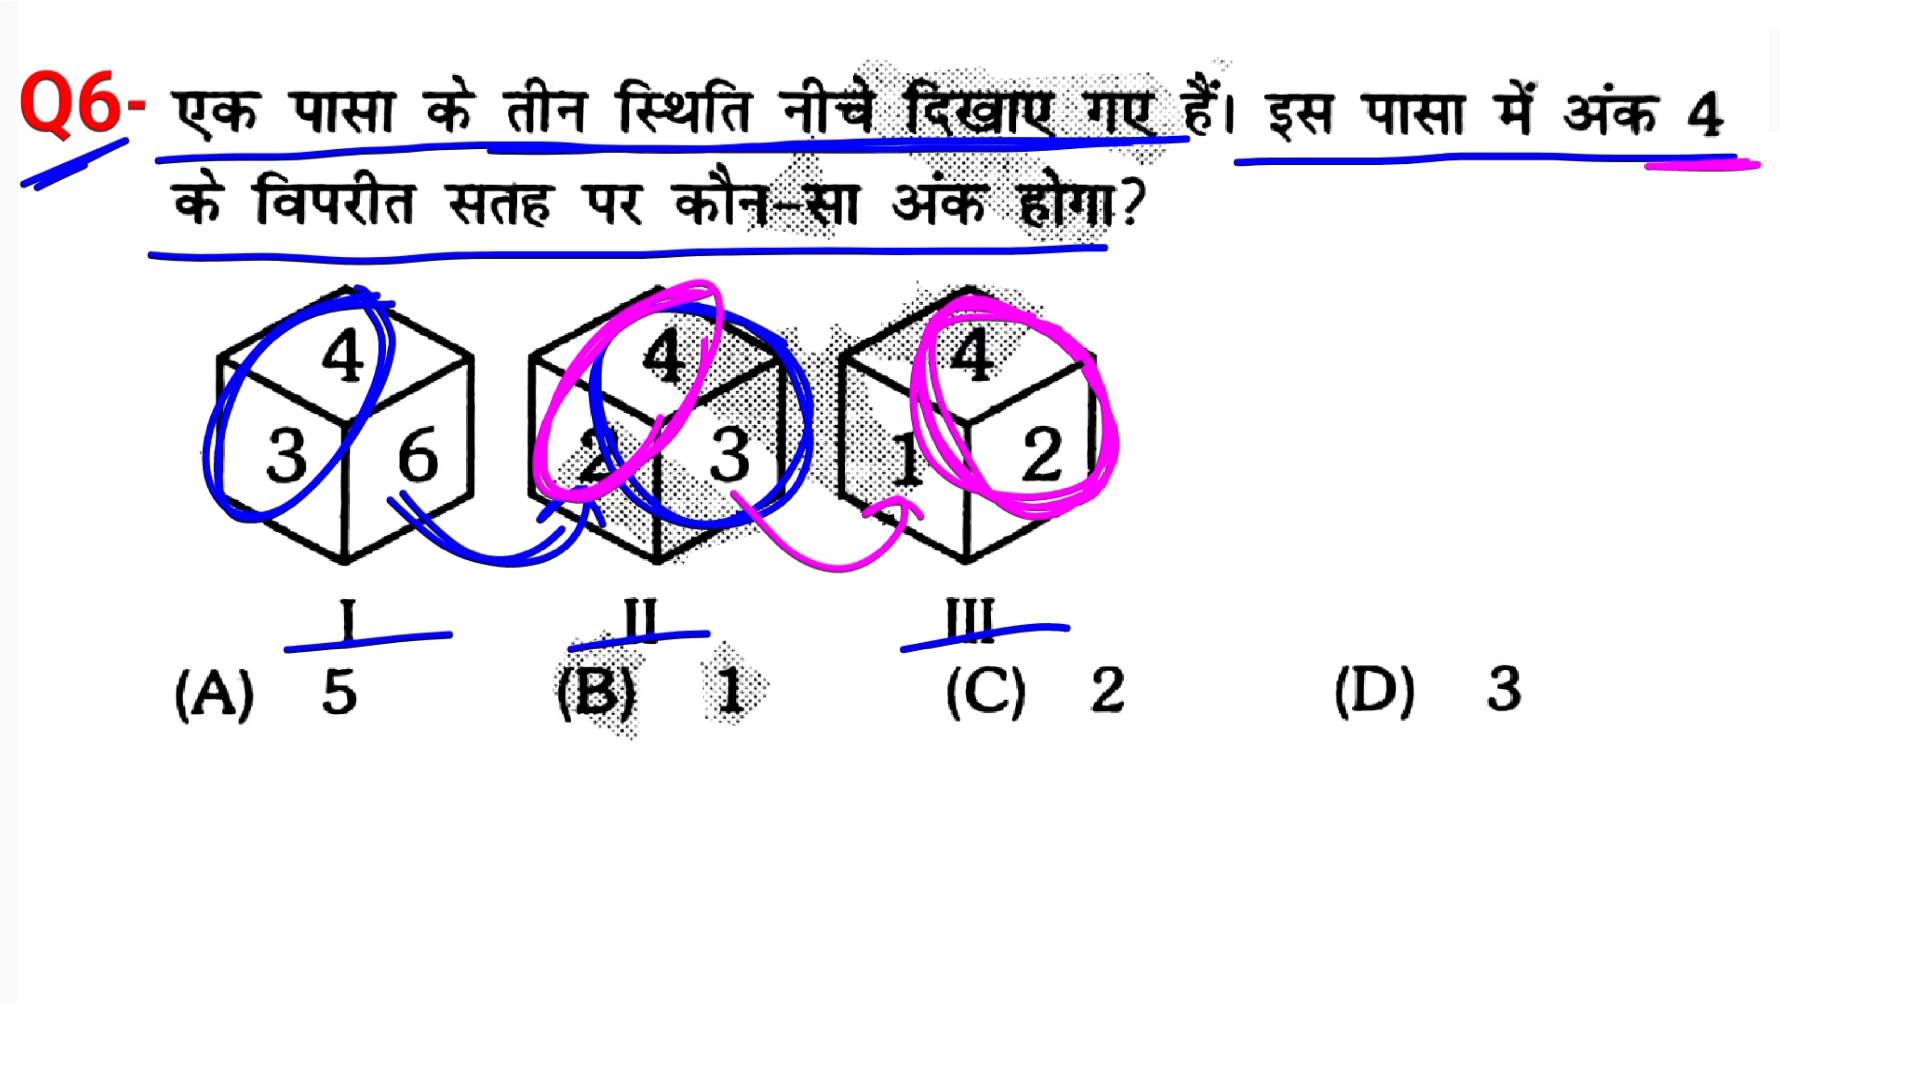 Q6- एक पासा के तीन स्थिति नीचे दिखाए गए हैं। इस पासा में अंक 4
के विपरीत सतह पर कौन-सा अंक होगा?
4 4 4
3 6 2 3 1 2
I II III
(A) 5 (B) 1 (C) 2 (D) 3